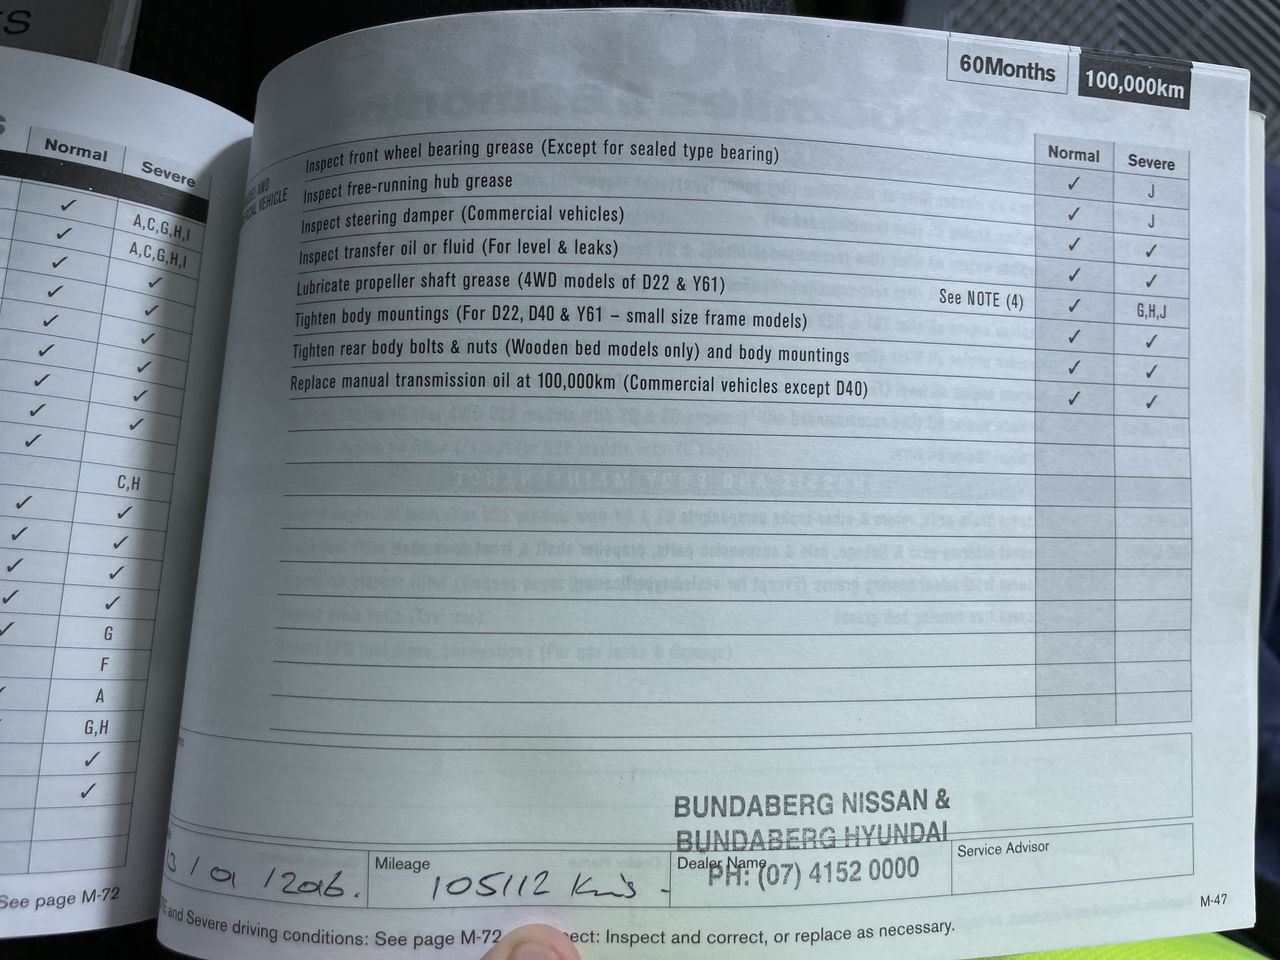 Normal Severe
✓ A,C,G,H,I
✓ A,C,G,H,I
✓ ✓
✓ ✓
✓ ✓
✓ ✓
✓ ✓
✓ ✓
✓
C,H
✓ ✓
✓ ✓
✓ ✓
✓ ✓
✓ G
F
A
G,H
✓
✓
See page M-72
60Months 100,000km
Normal Severe
Inspect front wheel bearing grease (Except for sealed type bearing) ✓ J
VEHICLE
Inspect free-running hub grease ✓ J
Inspect steering damper (Commercial vehicles) ✓ ✓
Inspect transfer oil or fluid (For level & leaks) ✓ ✓
Lubricate propeller shaft grease (4WD models of D22 & Y61) See NOTE (4) ✓ G,H,J
Tighten body mountings (For D22, D40 & Y61 – small size frame models) ✓ ✓
Tighten rear body bolts & nuts (Wooden bed models only) and body mountings ✓ ✓
Replace manual transmission oil at 100,000km (Commercial vehicles except D40) ✓ ✓
BUNDABERG NISSAN &
BUNDABERG HYUNDAI
PH: (07) 4152 0000
/ 01 / 2016.
Mileage
105112 Km's -
Dealer Name
Service Advisor
M-47
and Severe driving conditions: See page M-72
Inspect and correct, or replace as necessary.